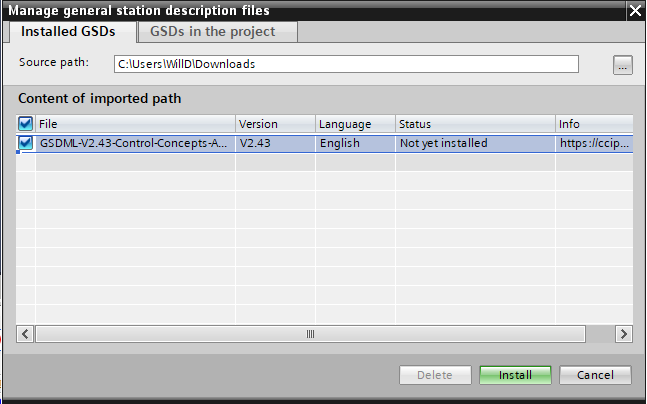 Manage general station description files
Installed GSDs GSDs in the project
Source path: C:\Users\WillD\Downloads ...
Content of imported path
File Version Language Status Info
GSDML-V2.43-Control-Concepts-A... V2.43 English Not yet installed https://ccip...
Delete Install Cancel